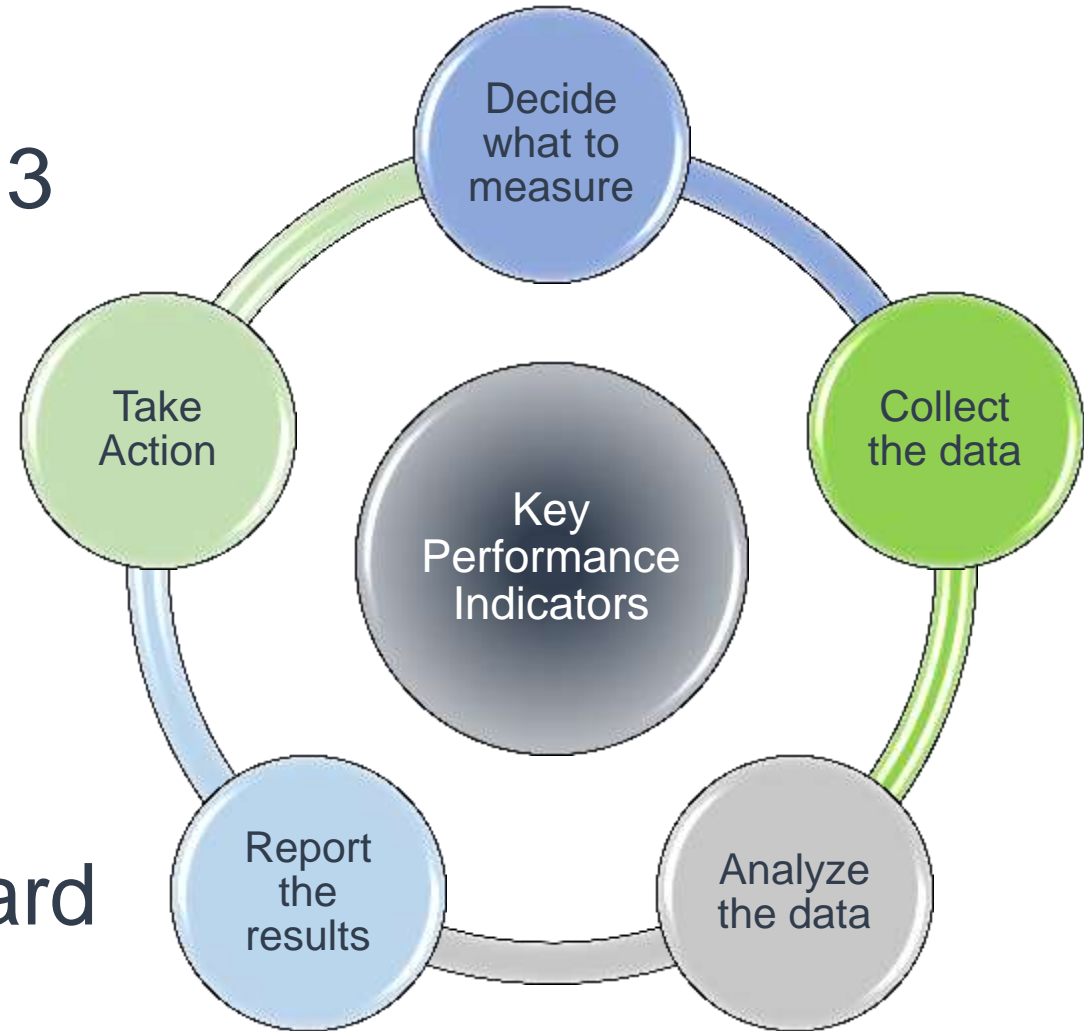 3
Decide
what to
measure
Collect
the data
Analyze
the data
Report
the
results
Take
Action
Key
Performance
Indicators
ard